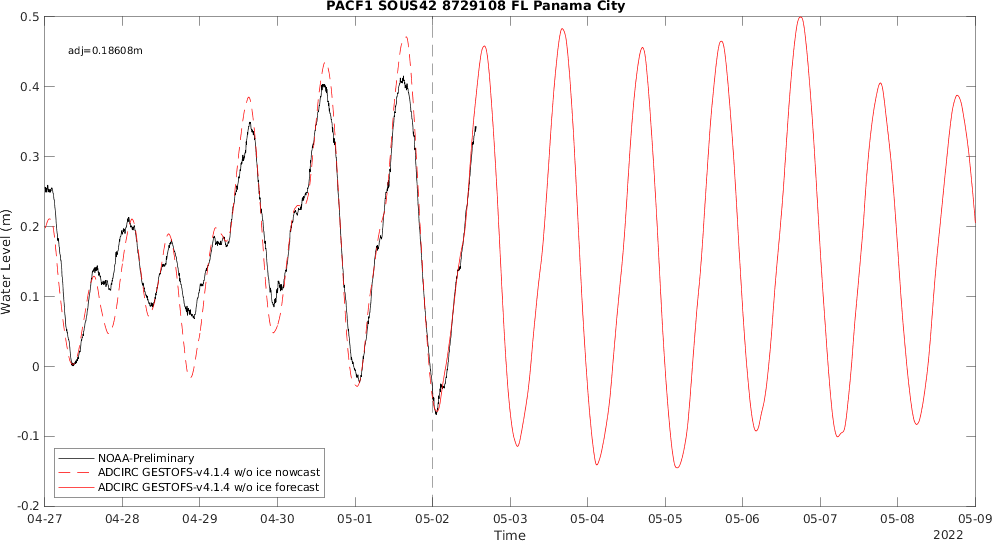 PACF1 SOUS42 8729108 FL Panama City
adj=0.18608m
0.5
0.4
0.3
0.2
0.1
0
-0.1
-0.2
Water Level (m)
NOAA-Preliminary
ADCIRC GESTOFS-v4.1.4 w/o ice nowcast
ADCIRC GESTOFS-v4.1.4 w/o ice forecast
04-27 04-28 04-29 04-30 05-01 05-02 05-03 05-04 05-05 05-06 05-07 05-08 05-09
Time
2022